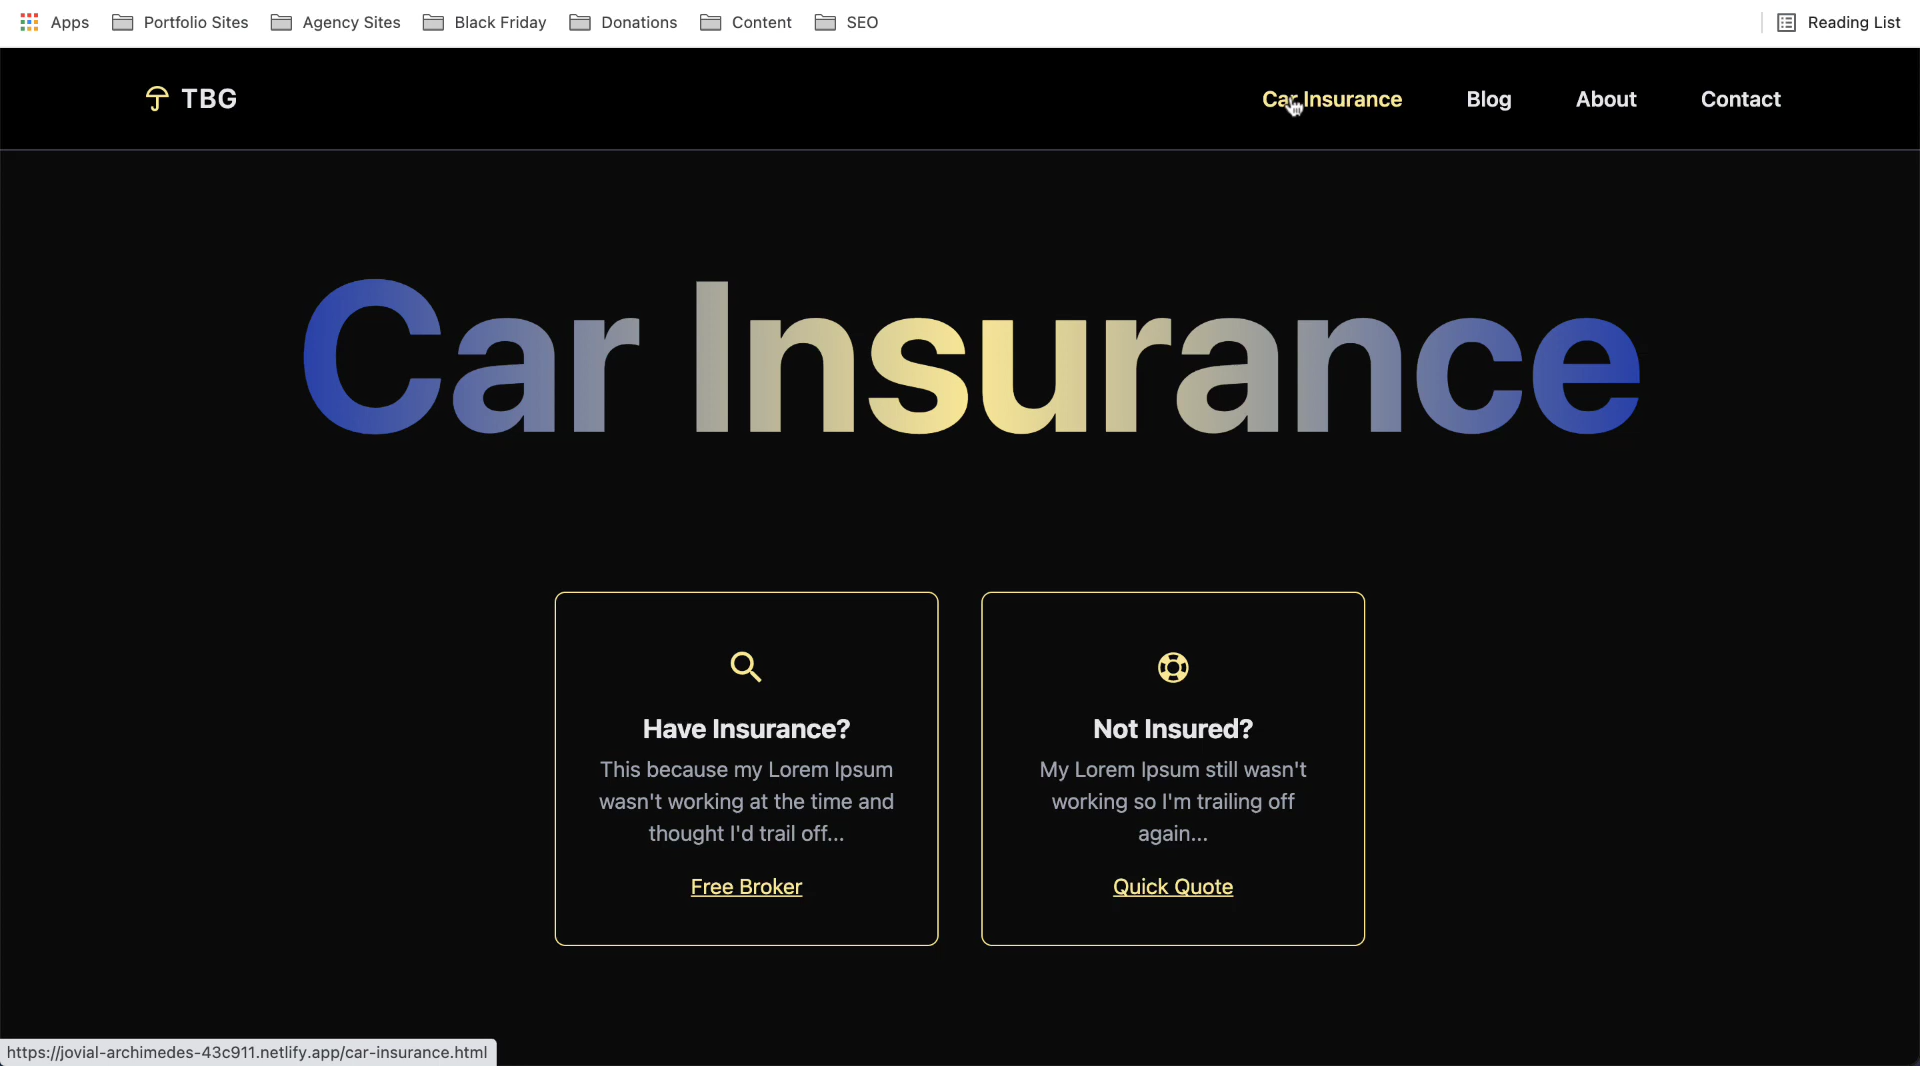 Apps Portfolio Sites Agency Sites Black Friday Donations Content SEO Reading List
TBG Car Insurance Blog About Contact
Car Insurance
Have Insurance?
This because my Lorem Ipsum
wasn't working at the time and
thought I'd trail off...
Free Broker
Not Insured?
My Lorem Ipsum still wasn't
working so I'm trailing off
again...
Quick Quote
https://jovial-archimedes-43c911.netlify.app/car-insurance.html